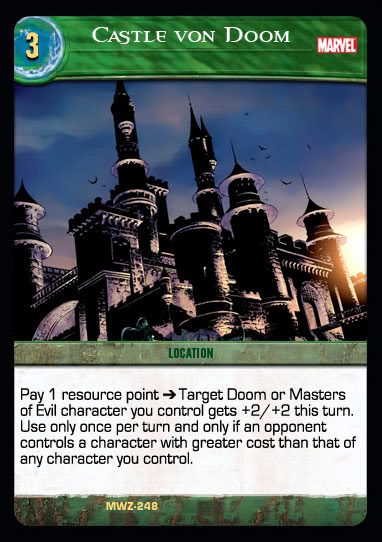 3
CASTLE VON DOOM
MARVEL
LOCATION
Pay 1 resource point ➔ Target Doom or Masters
of Evil character you control gets +2/+2 this turn.
Use only once per turn and only if an opponent
controls a character with greater cost than that of
any character you control.
MWZ-248